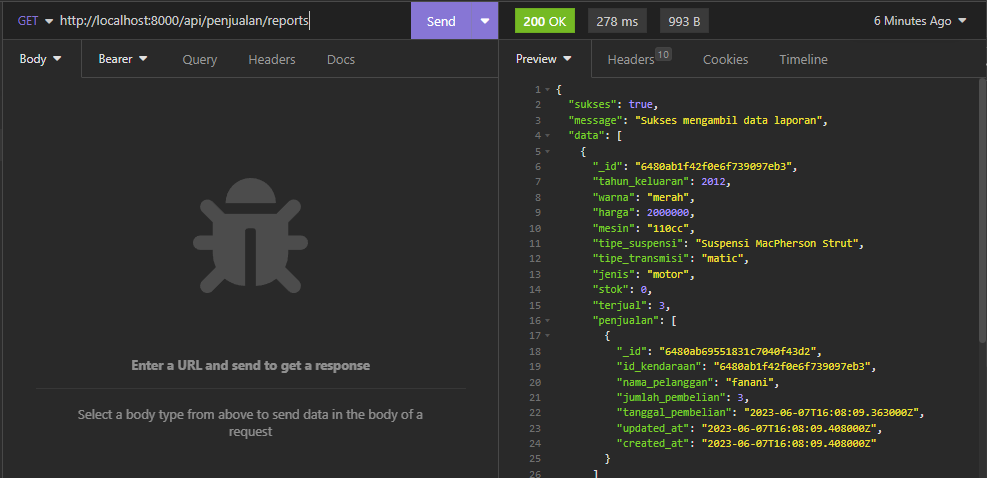 GET http://localhost:8000/api/penjualan/reports Send 200 OK 278 ms 993 B 6 Minutes Ago
Body Bearer Query Headers Docs Preview Headers 10 Cookies Timeline
Enter a URL and send to get a response
Select a body type from above to send data in the body of a
request
1 {
2 "sukses": true,
3 "message": "Sukses mengambil data laporan",
4 "data": [
5 {
6 "_id": "6480ab1f42f0e6f739097eb3",
7 "tahun_keluaran": 2012,
8 "warna": "merah",
9 "harga": 2000000,
10 "mesin": "110cc",
11 "tipe_suspensi": "Suspensi MacPherson Strut",
12 "tipe_transmisi": "matic",
13 "jenis": "motor",
14 "stok": 0,
15 "terjual": 3,
16 "penjualan": [
17 {
18 "_id": "6480ab69551831c7040f43d2",
19 "id_kendaraan": "6480ab1f42f0e6f739097eb3",
20 "nama_pelanggan": "fanani",
21 "jumlah_pembelian": 3,
22 "tanggal_pembelian": "2023-06-07T16:08:09.363000Z",
23 "updated_at": "2023-06-07T16:08:09.408000Z",
24 "created_at": "2023-06-07T16:08:09.408000Z"
25 }
26 ]